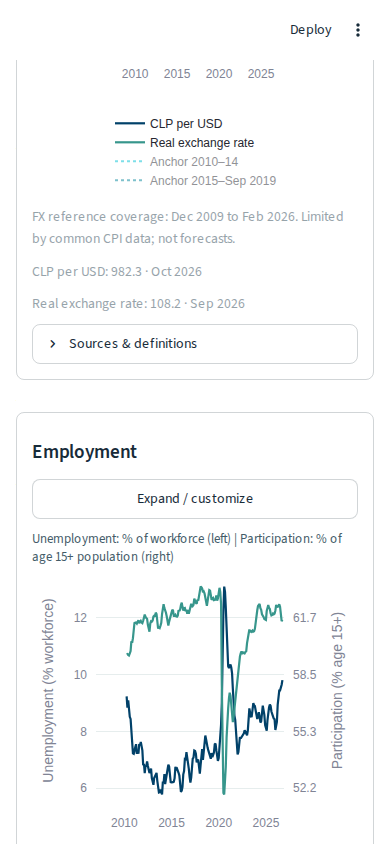 Deploy
2010 2015 2020 2025
CLP per USD
Real exchange rate
Anchor 2010–14
Anchor 2015–Sep 2019
FX reference coverage: Dec 2009 to Feb 2026. Limited
by common CPI data; not forecasts.
CLP per USD: 982.3 · Oct 2026
Real exchange rate: 108.2 · Sep 2026
Sources & definitions
Employment
Expand / customize
Unemployment: % of workforce (left) | Participation: % of
age 15+ population (right)
Unemployment (% workforce)
12 61.7
10 58.5
8 55.3
6 52.2
Participation (% age 15+)
2010 2015 2020 2025